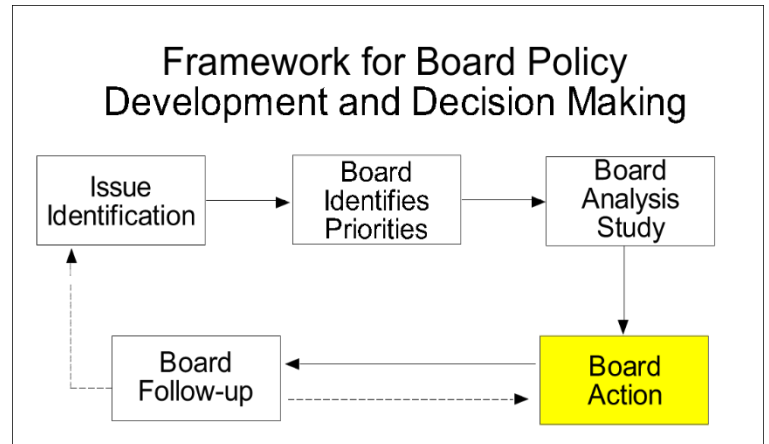 Framework for Board Policy
Development and Decision Making
Issue
Identification
Board
Identifies
Priorities
Board
Analysis
Study
Board
Follow-up
Board
Action